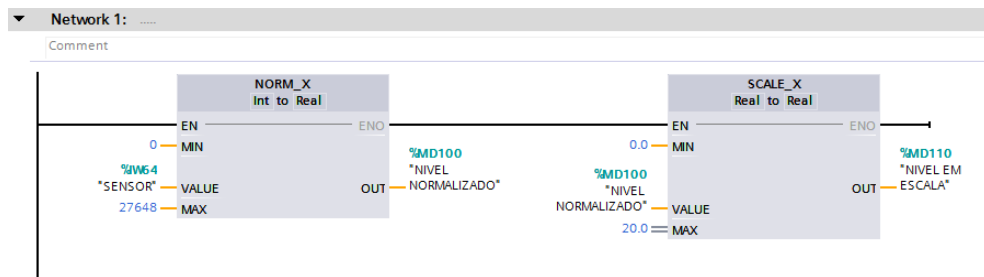 Network 1: .....
Comment
NORM_X
Int to Real
EN
ENO
0
MIN
%IW64
"SENSOR"
VALUE
27648
MAX
%MD100
"NIVEL
NORMALIZADO"
OUT
SCALE_X
Real to Real
EN
ENO
0.0
MIN
%MD100
"NIVEL
NORMALIZADO"
VALUE
20.0
MAX
%MD110
"NIVEL EM
ESCALA"
OUT